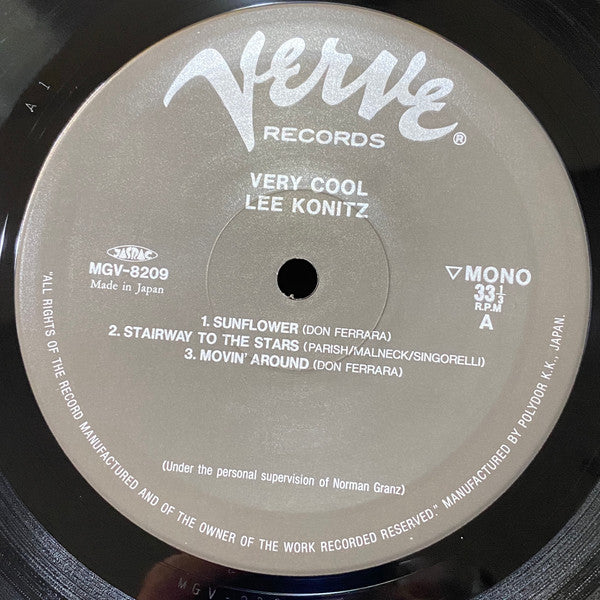 Verve®
RECORDS
VERY COOL
LEE KONITZ
JASRAC
MGV-8209
Made in Japan
▽MONO
33 1/3
R.P.M
A
1. SUNFLOWER (DON FERRARA)
2. STAIRWAY TO THE STARS (PARISH/MALNECK/SINGORELLI)
3. MOVIN' AROUND (DON FERRARA)
(Under the personal supervision of Norman Granz)
"ALL RIGHTS OF THE RECORD MANUFACTURED AND OF THE OWNER OF THE WORK RECORDED RESERVED." MANUFACTURED BY POLYDOR K.K., JAPAN.
A 1